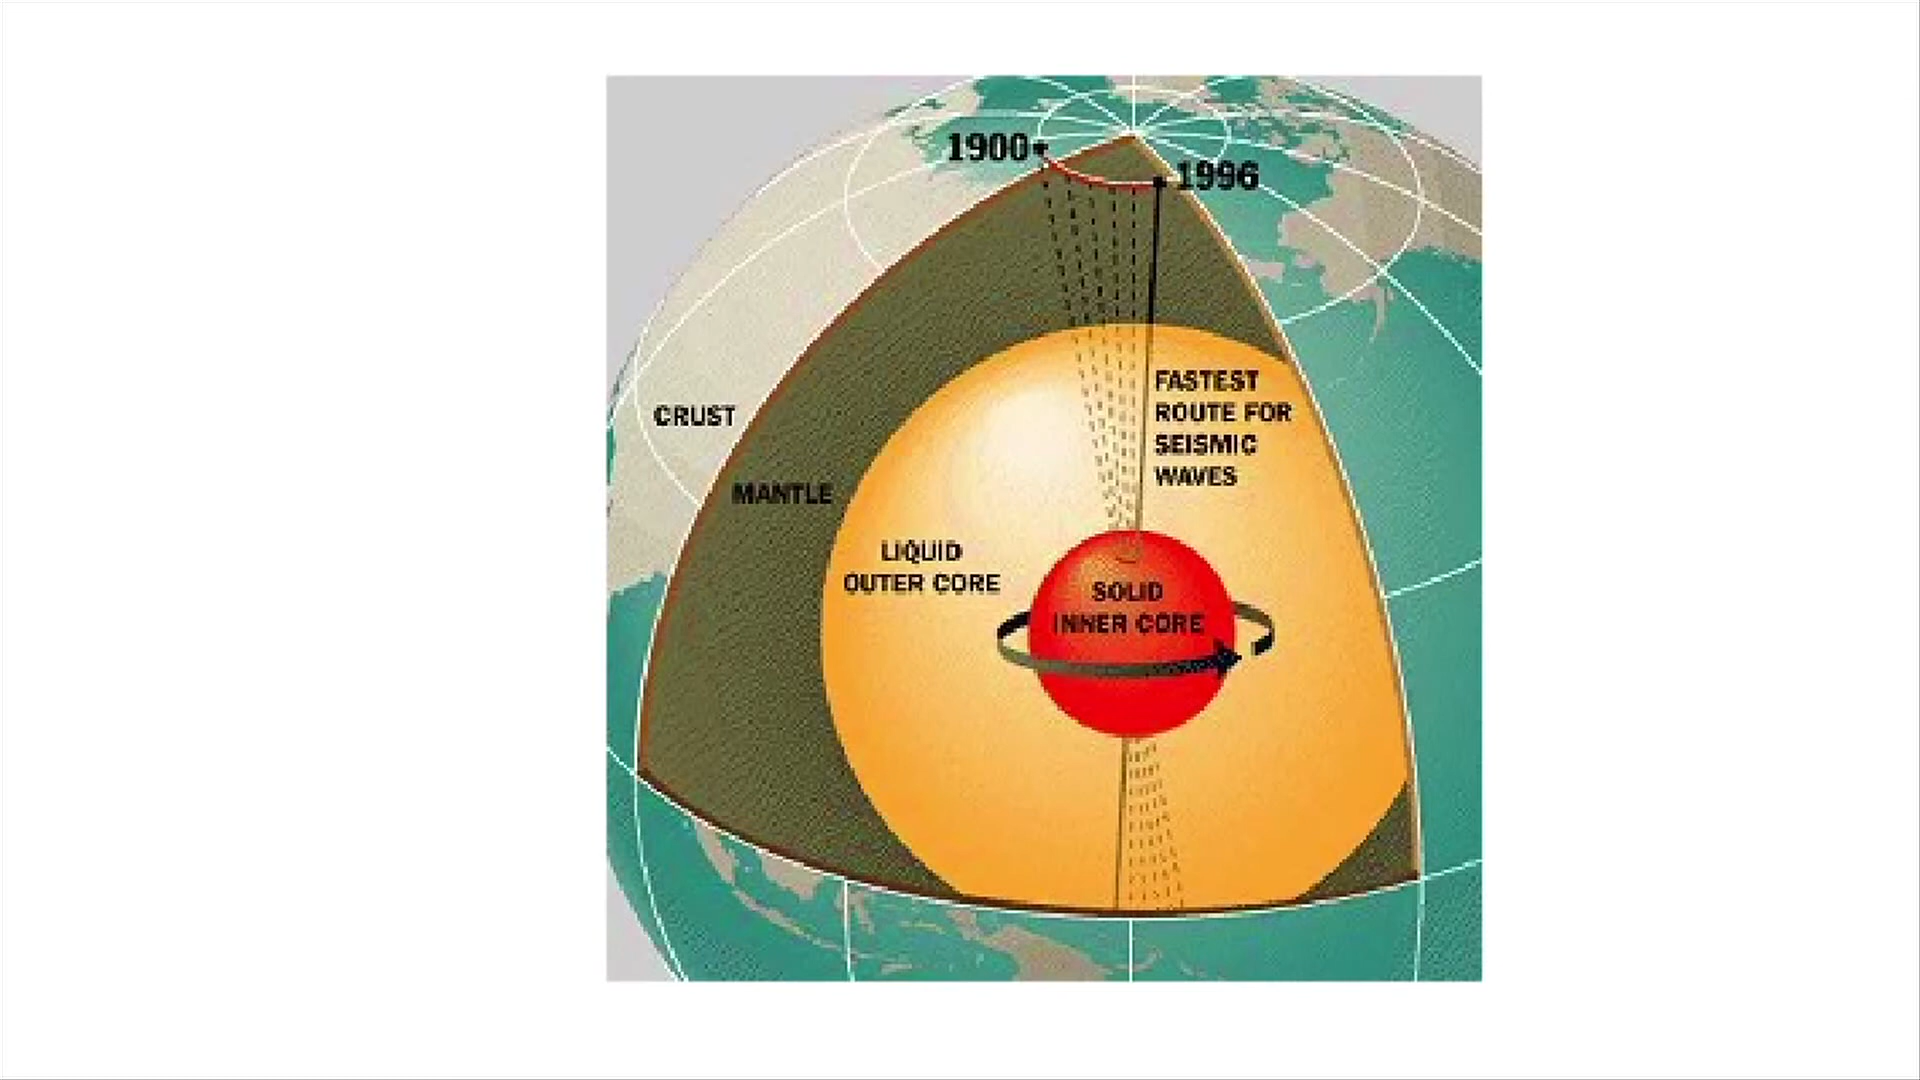 1900
1996
FASTEST
ROUTE FOR
SEISMIC
WAVES
CRUST
MANTLE
LIQUID
OUTER CORE
SOLID
INNER CORE